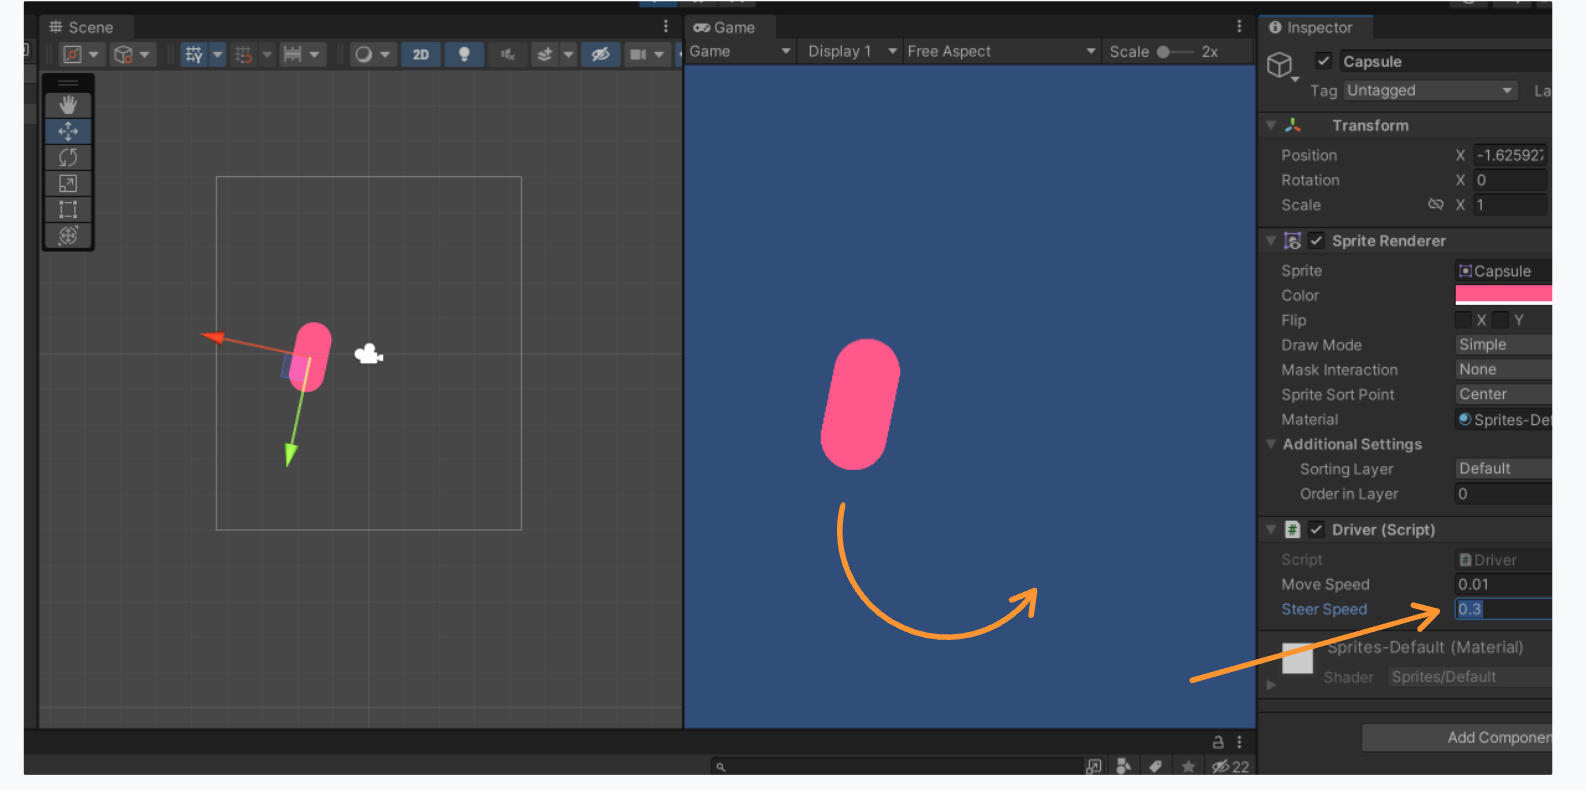 Scene
Game
Inspector
Game
Display 1
Free Aspect
Scale
2x
2D
Capsule
Tag
Untagged
La
Transform
Position X -1.625927
Rotation X 0
Scale X 1
Sprite Renderer
Sprite Capsule
Color
Flip X Y
Draw Mode Simple
Mask Interaction None
Sprite Sort Point Center
Material Sprites-Def
Additional Settings
Sorting Layer Default
Order in Layer 0
# Driver (Script)
Script Driver
Move Speed 0.01
Steer Speed 0.3
Sprites-Default (Material)
Shader Sprites/Default
Add Componen
22